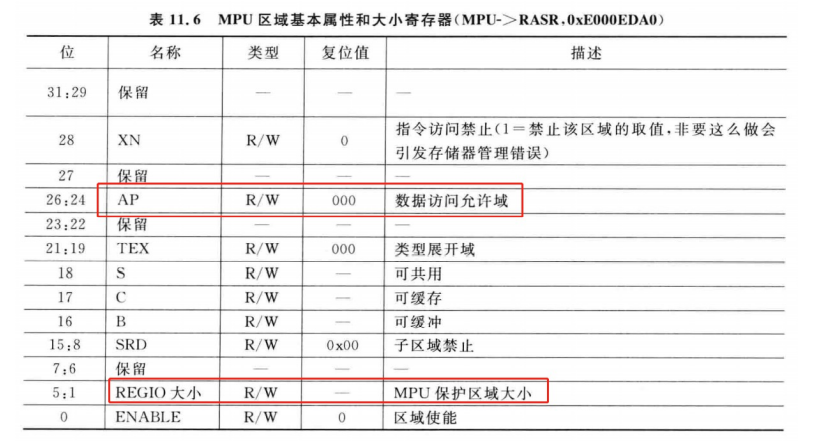 表 11.6 MPU 区域基本属性和大小寄存器(MPU->RASR,0xE000EDA0)
位 名称 类型 复位值 描述
31:29 保留 — — —
28 XN R/W 0 指令访问禁止(1=禁止该区域的取值,非要这么做会
引发存储器管理错误)
27 保留 — — —
26:24 AP R/W 000 数据访问允许域
23:22 保留 — — —
21:19 TEX R/W 000 类型展开域
18 S R/W — 可共用
17 C R/W — 可缓存
16 B R/W — 可缓冲
15:8 SRD R/W 0x00 子区域禁止
7:6 保留 — — —
5:1 REGIO 大小 R/W — MPU 保护区域大小
0 ENABLE R/W 0 区域使能